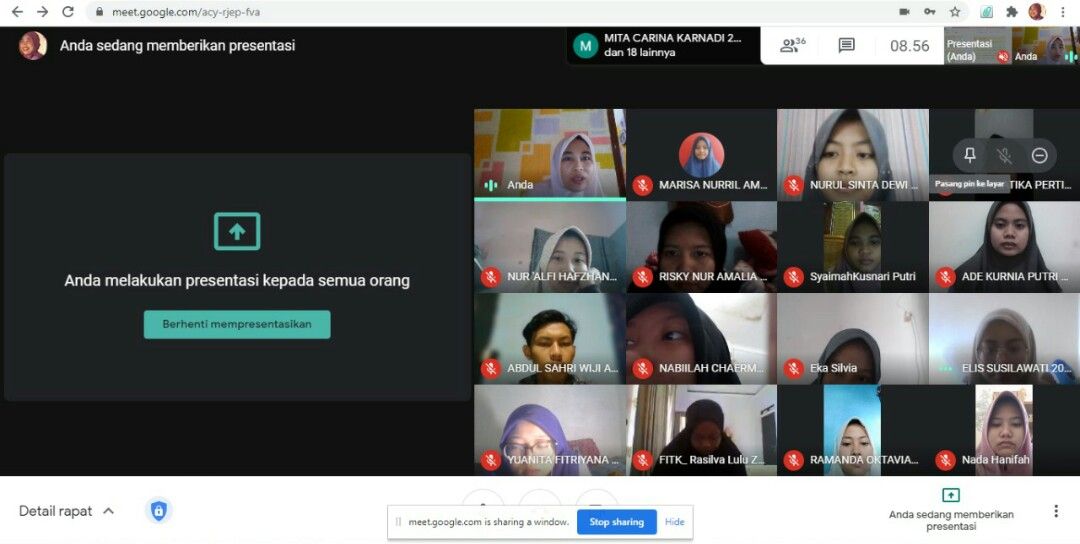 meet.google.com/acy-rjep-fva
Anda sedang memberikan presentasi
M
MITA CARINA KARNADI 2...
dan 18 lainnya
36
08.56
Presentasi
(Anda)
Anda
Anda
MARISA NURRIL AM...
NURUL SINTA DEWI ...
Pasang pin ke layar
TIKA PERTI...
NUR 'ALFI HAFZHAN...
RISKY NUR AMALIA ...
SyaimahKusnari Putri
ADE KURNIA PUTRI ...
Anda melakukan presentasi kepada semua orang
Berhenti mempresentasikan
ABDUL SAHRI WIJI A...
NABIILAH CHAERM...
Eka Silvia
ELIS SUSILAWATI 20...
YUANITA FITRIYANA ...
FITK_ Rasilva Lulu Z...
RAMANDA OKTAVIA...
Nada Hanifah
Detail rapat
meet.google.com is sharing a window.
Stop sharing
Hide
Anda sedang memberikan
presentasi